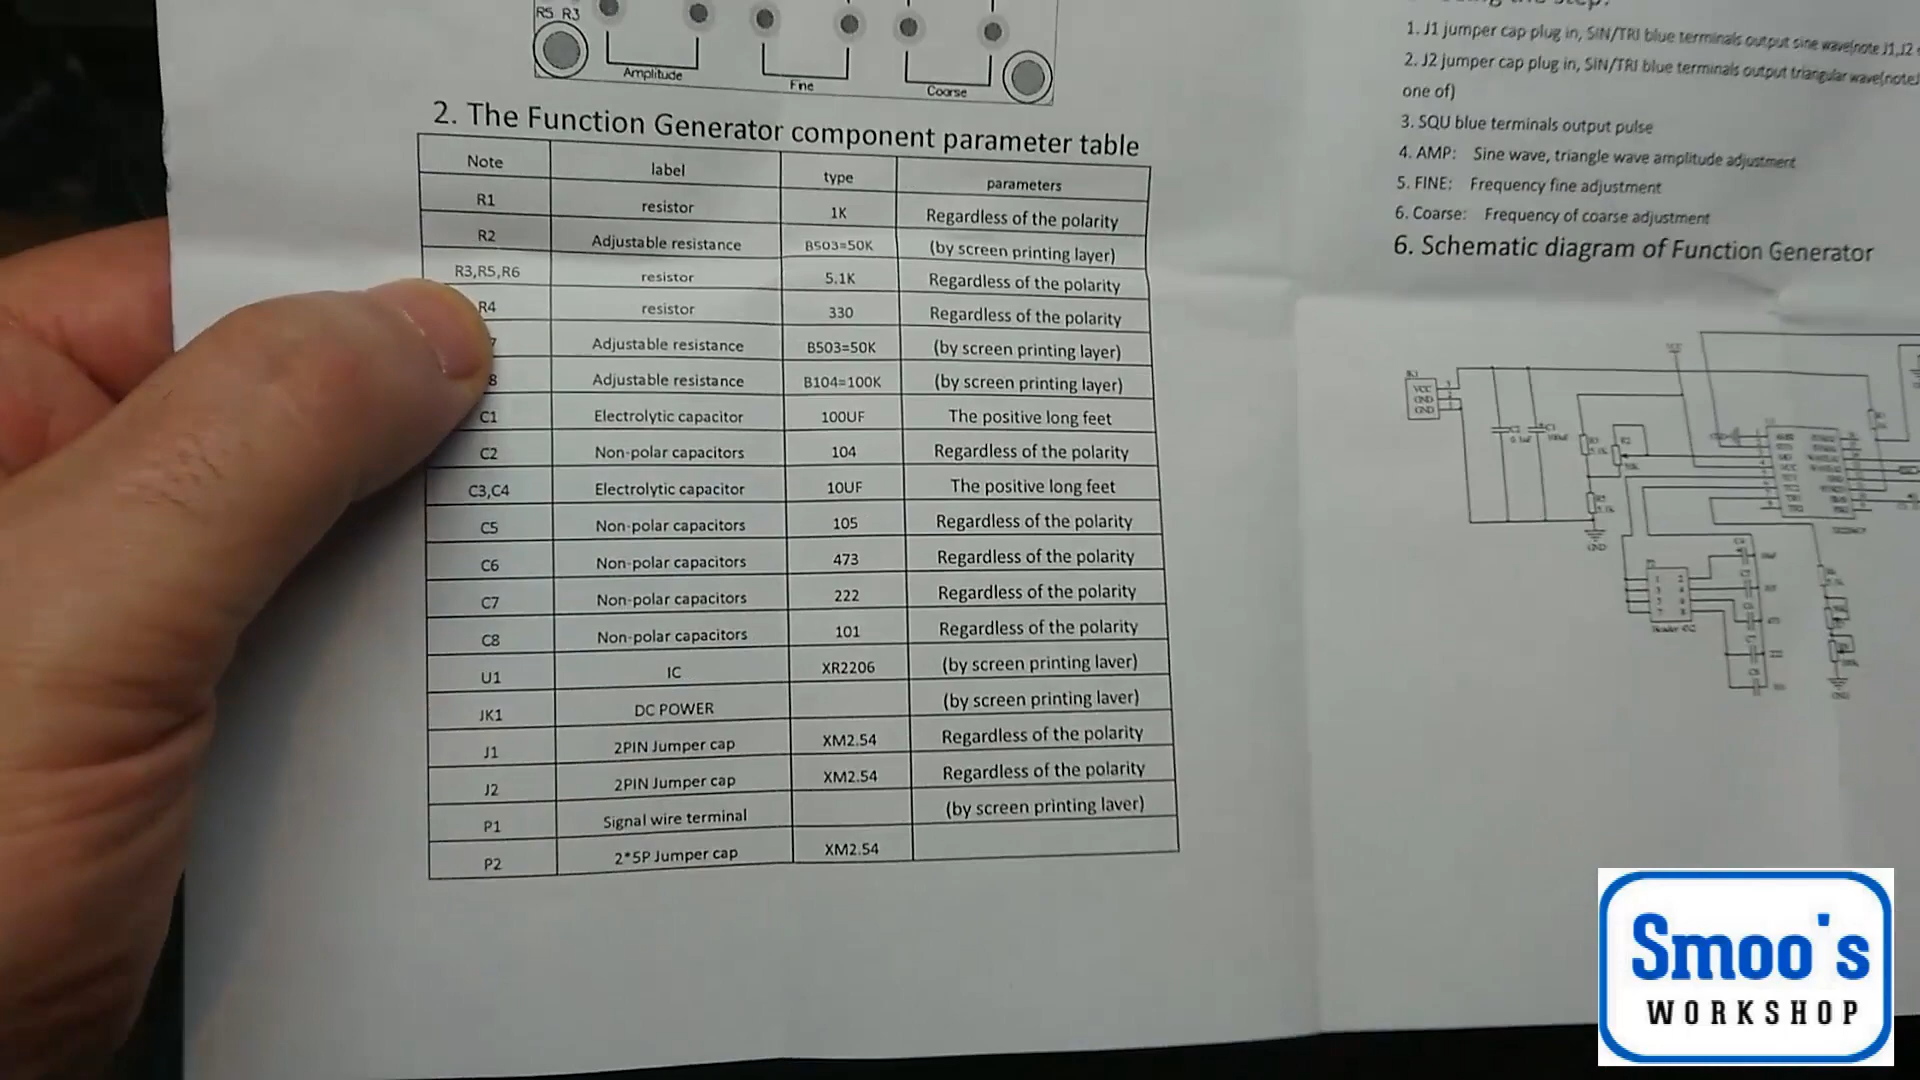 R5 R3
Amplitude
Fine
Coarse
2. The Function Generator component parameter table
Note label type parameters
R1 resistor 1K Regardless of the polarity
R2 Adjustable resistance B503=50K (by screen printing layer)
R3,R5,R6 resistor 5.1K Regardless of the polarity
R4 resistor 330 Regardless of the polarity
7 Adjustable resistance B503=50K (by screen printing layer)
8 Adjustable resistance B104=100K (by screen printing layer)
C1 Electrolytic capacitor 100UF The positive long feet
C2 Non-polar capacitors 104 Regardless of the polarity
C3,C4 Electrolytic capacitor 10UF The positive long feet
C5 Non-polar capacitors 105 Regardless of the polarity
C6 Non-polar capacitors 473 Regardless of the polarity
C7 Non-polar capacitors 222 Regardless of the polarity
C8 Non-polar capacitors 101 Regardless of the polarity
U1 IC XR2206 (by screen printing laver)
JK1 DC POWER (by screen printing laver)
J1 2PIN Jumper cap XM2.54 Regardless of the polarity
J2 2PIN Jumper cap XM2.54 Regardless of the polarity
P1 Signal wire terminal (by screen printing laver)
P2 2*5P Jumper cap XM2.54
1. J1 jumper cap plug in, SIN/TRI blue terminals output sine wave(note J1,J2
2. J2 jumper cap plug in, SIN/TRI blue terminals output triangular wave(note
one of)
3. SQU blue terminals output pulse
4. AMP: Sine wave, triangle wave amplitude adjustment
5. FINE: Frequency fine adjustment
6. Coarse: Frequency of coarse adjustment
6. Schematic diagram of Function Generator
VCC
GND
GND
GND
Smoo's
WORKSHOP